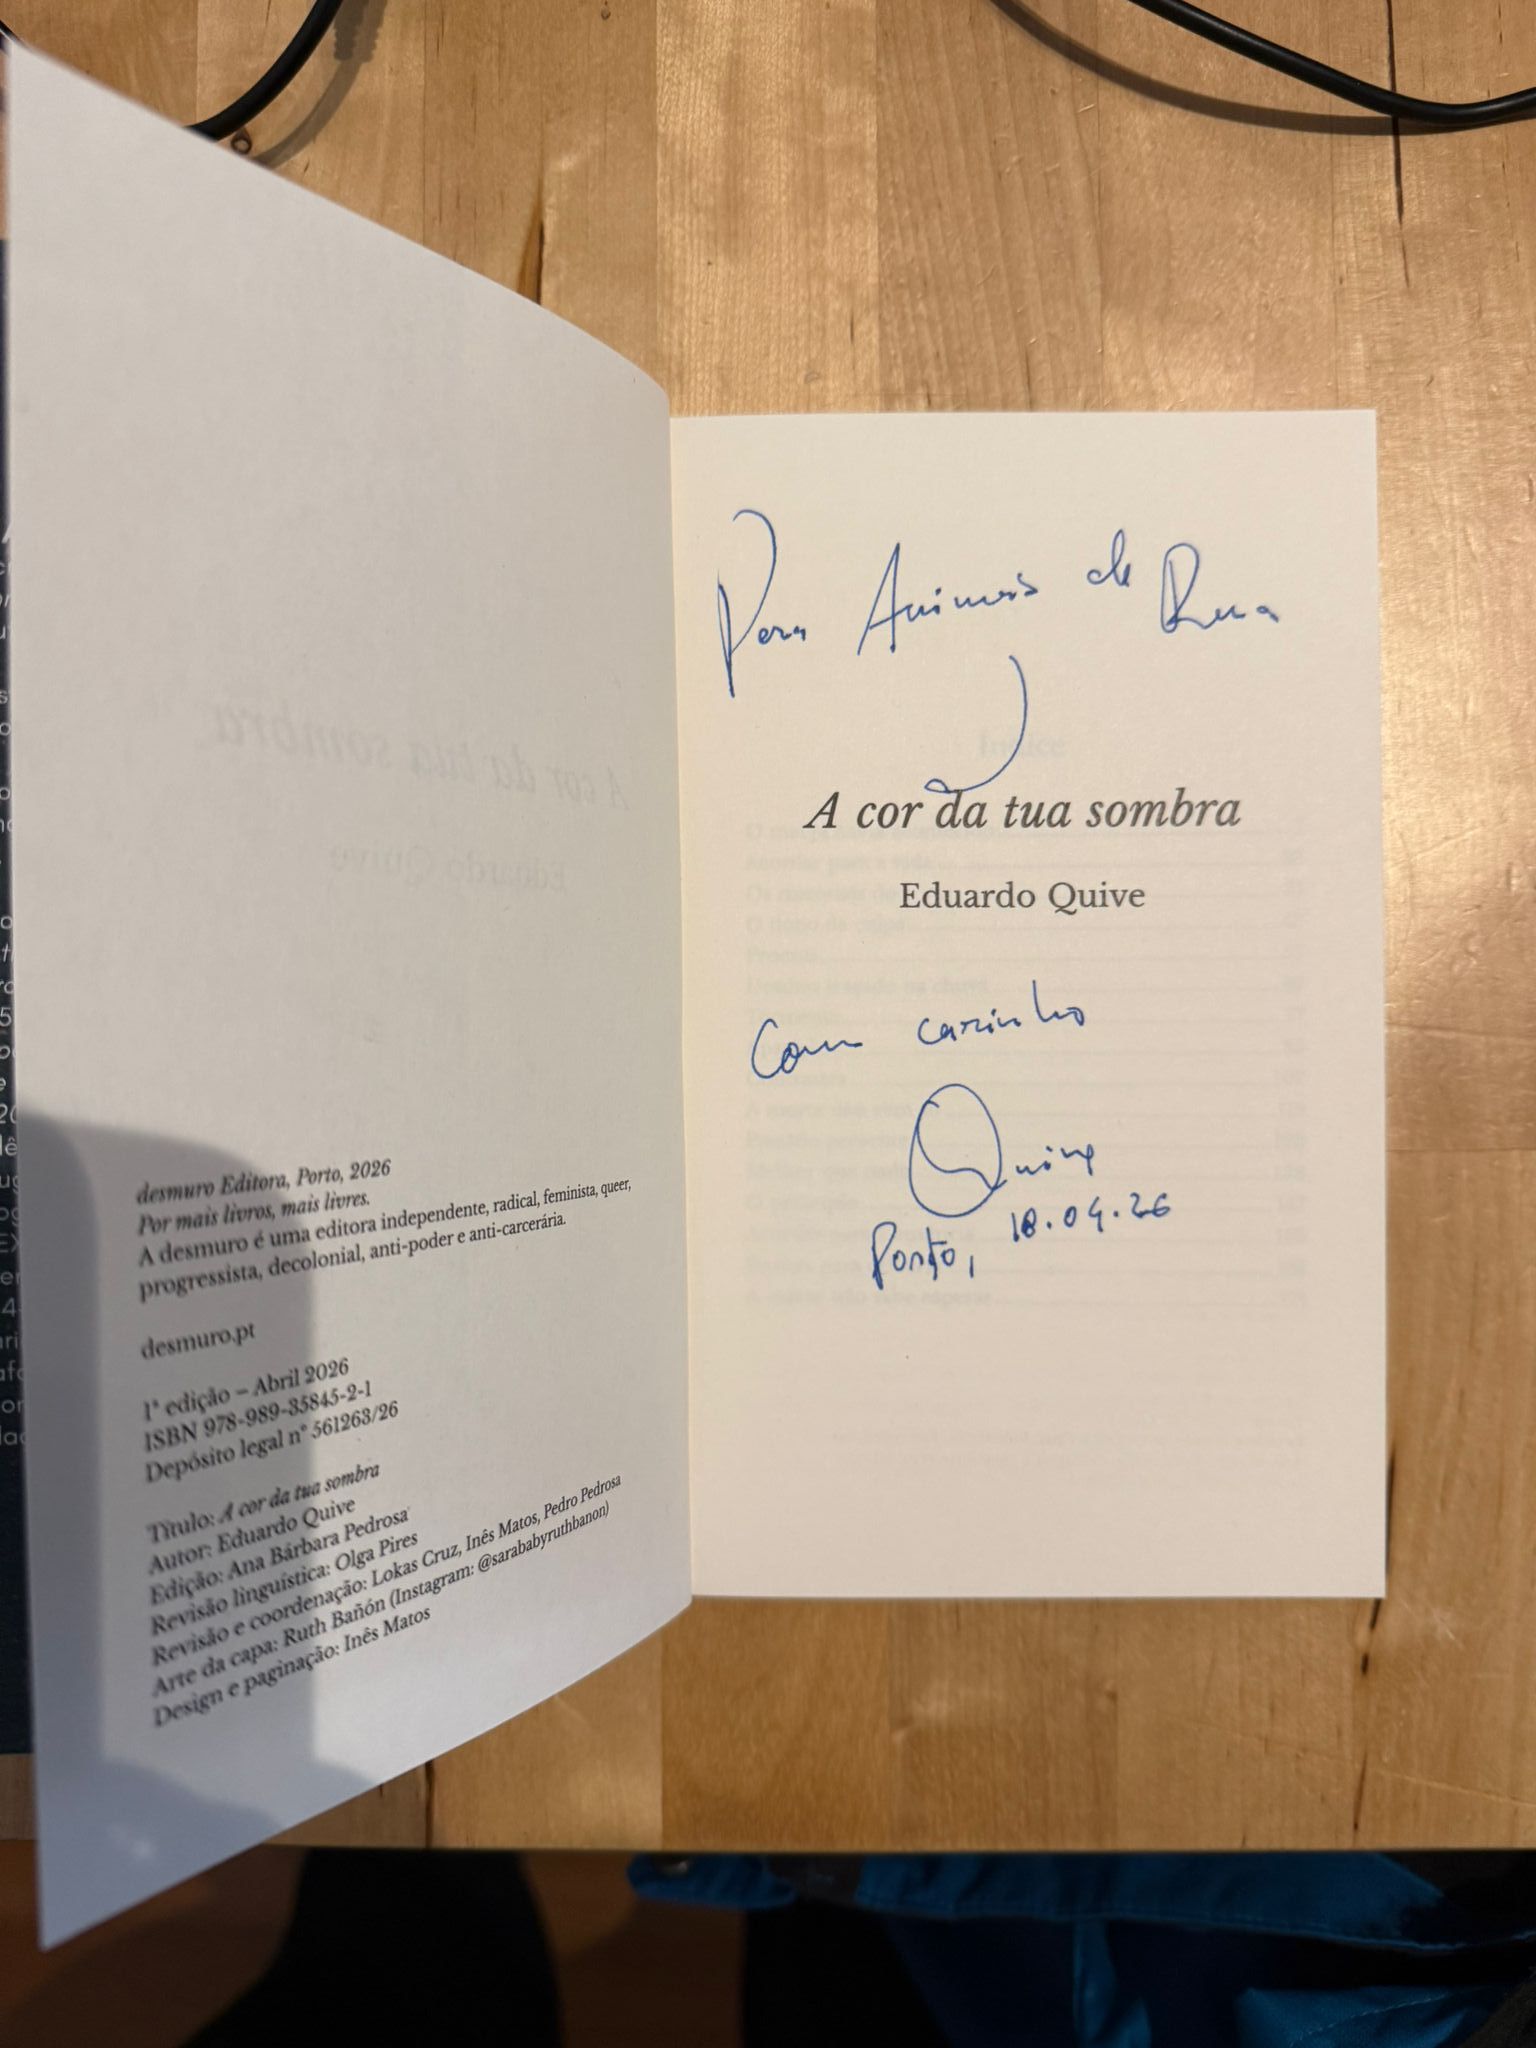 desmuro Editora, Porto, 2026
Por mais livros, mais livres.
A desmuro é uma editora independente, radical, feminista, queer,
progressista, decolonial, anti-poder e anti-carcerária.
desmuro.pt
1ª edição – Abril 2026
ISBN 978-989-35845-2-1
Depósito legal nº 561263/26
Título: A cor da tua sombra
Autor: Eduardo Quive
Edição: Ana Bárbara Pedrosa
Revisão linguística: Olga Pires
Revisão e coordenação: Lokas Cruz, Inês Matos, Pedro Pedrosa
Arte da capa: Ruth Bañón (Instagram: @sarababyruthbanon)
Design e paginação: Inês Matos
Para Animais de Rua
A cor da tua sombra
Eduardo Quive
Com carinho
Quive
Porto, 18.04.26